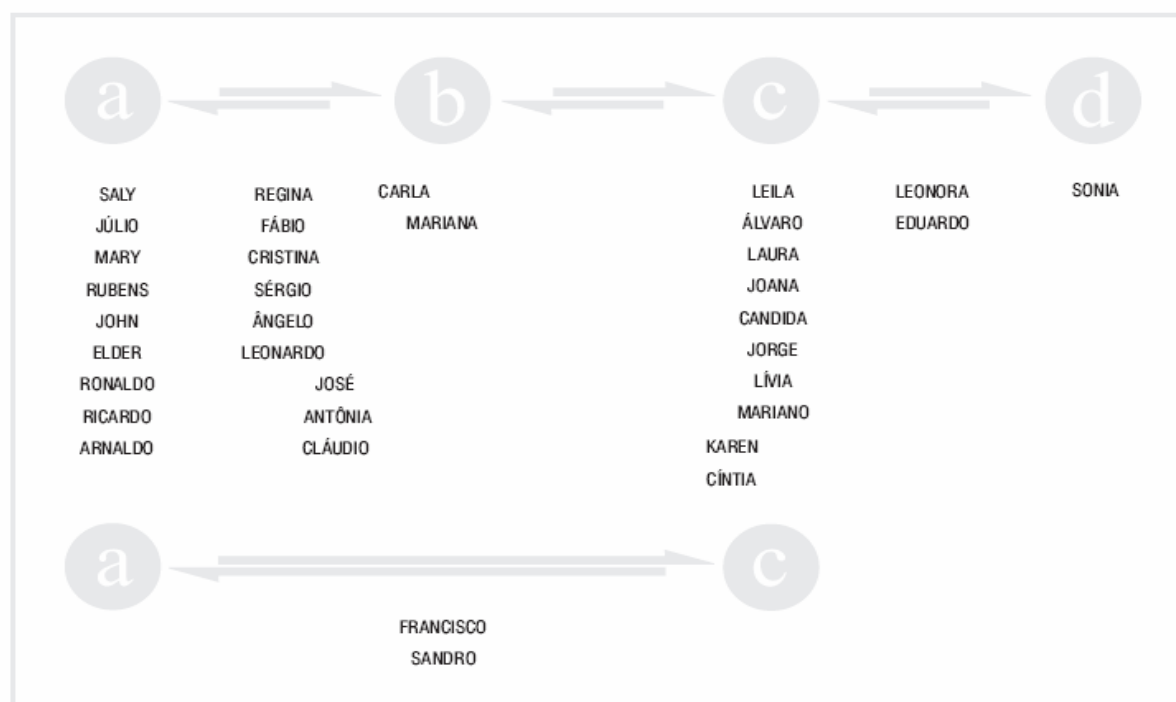 a b c d
SALY REGINA CARLA LEILA LEONORA SONIA
JÚLIO FÁBIO MARIANA ÁLVARO EDUARDO
MARY CRISTINA LAURA
RUBENS SÉRGIO JOANA
JOHN ÂNGELO CANDIDA
ELDER LEONARDO JORGE
RONALDO JOSÉ LÍVIA
RICARDO ANTÔNIA MARIANO
ARNALDO CLÁUDIO KAREN
CÍNTIA
a c
FRANCISCO
SANDRO